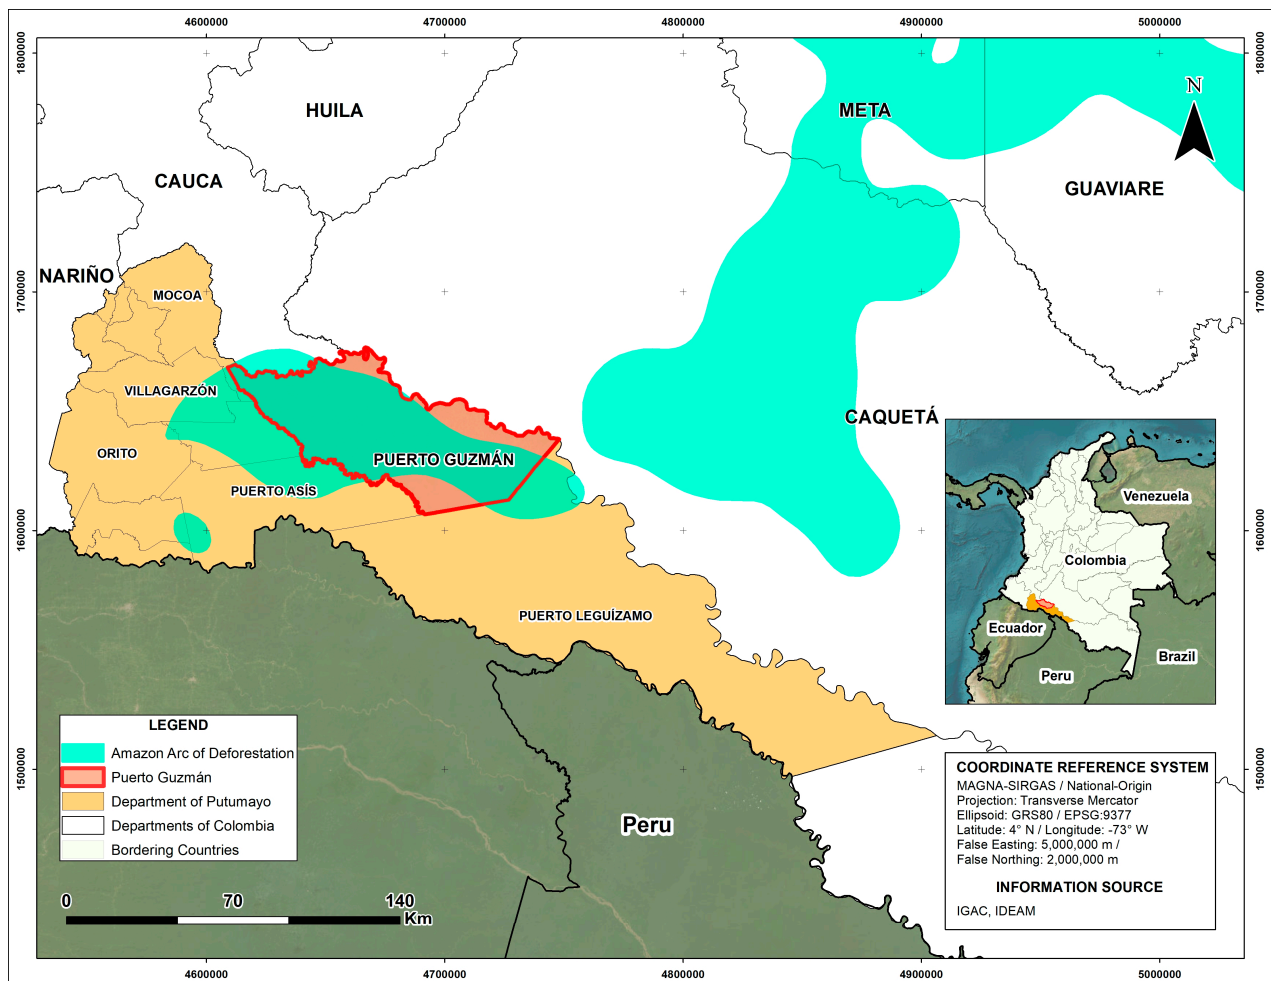 4600000 4700000 4800000 4900000 5000000
1800000 1800000
N
HUILA
META
CAUCA
GUAVIARE
NARIÑO
MOCOA
1700000 1700000
VILLAGARZÓN
CAQUETÁ
ORITO
PUERTO GUZMÁN
PUERTO ASÍS
1600000 1600000
PUERTO LEGUÍZAMO
Venezuela
Colombia
Ecuador
Brazil
Peru
LEGEND
Amazon Arc of Deforestation
Puerto Guzmán
Department of Putumayo
Departments of Colombia
Bordering Countries
1500000 1500000
Peru
0 70 140
Km
COORDINATE REFERENCE SYSTEM
MAGNA-SIRGAS / National-Origin
Projection: Transverse Mercator
Ellipsoid: GRS80 / EPSG:9377
Latitude: 4° N / Longitude: -73° W
False Easting: 5,000,000 m /
False Northing: 2,000,000 m
INFORMATION SOURCE
IGAC, IDEAM
4600000 4700000 4800000 4900000 5000000